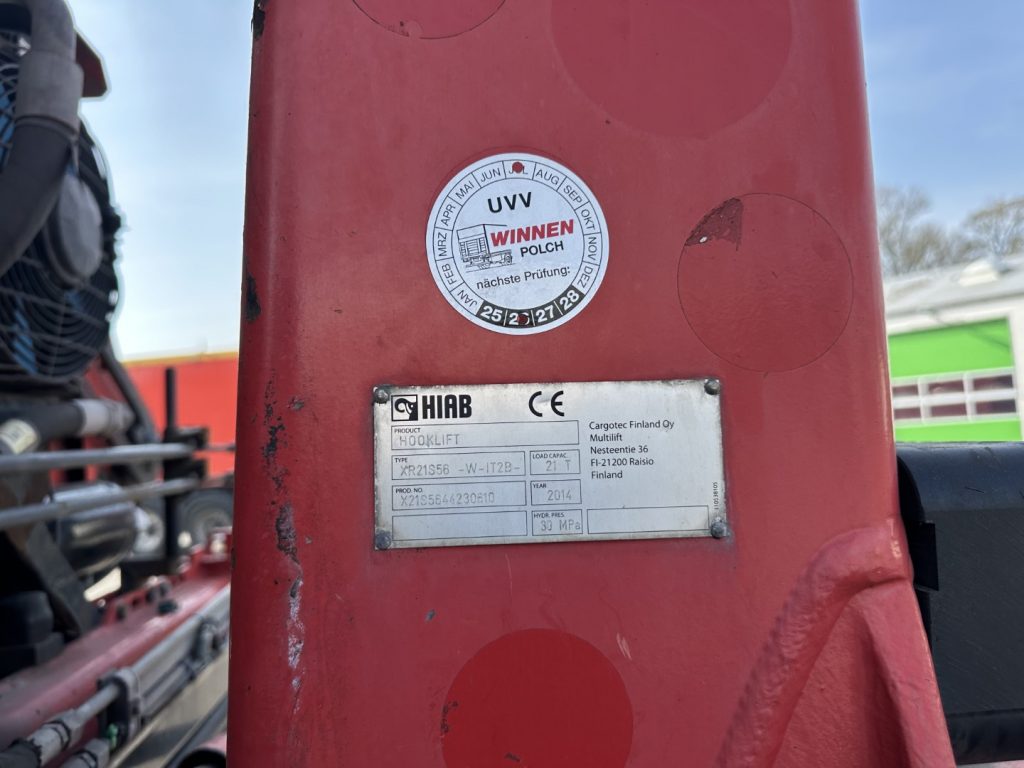 JAN FEB MRZ APR MAI JUN JUL AUG SEP OKT NOV DEZ
UVV
WINNEN
POLCH
nächste Prüfung:
25 26 27 28
HIAB CE
PRODUCT
HOOKLIFT
TYPE
XR21S56 -W-IT2B-
LOAD CAPAC.
21 T
PROD. NO.
X21S5644230810
YEAR
2014
HYDR. PRES.
30 MPa
Cargotec Finland Oy
Multilift
Nesteentie 36
FI-21200 Raisio
Finland